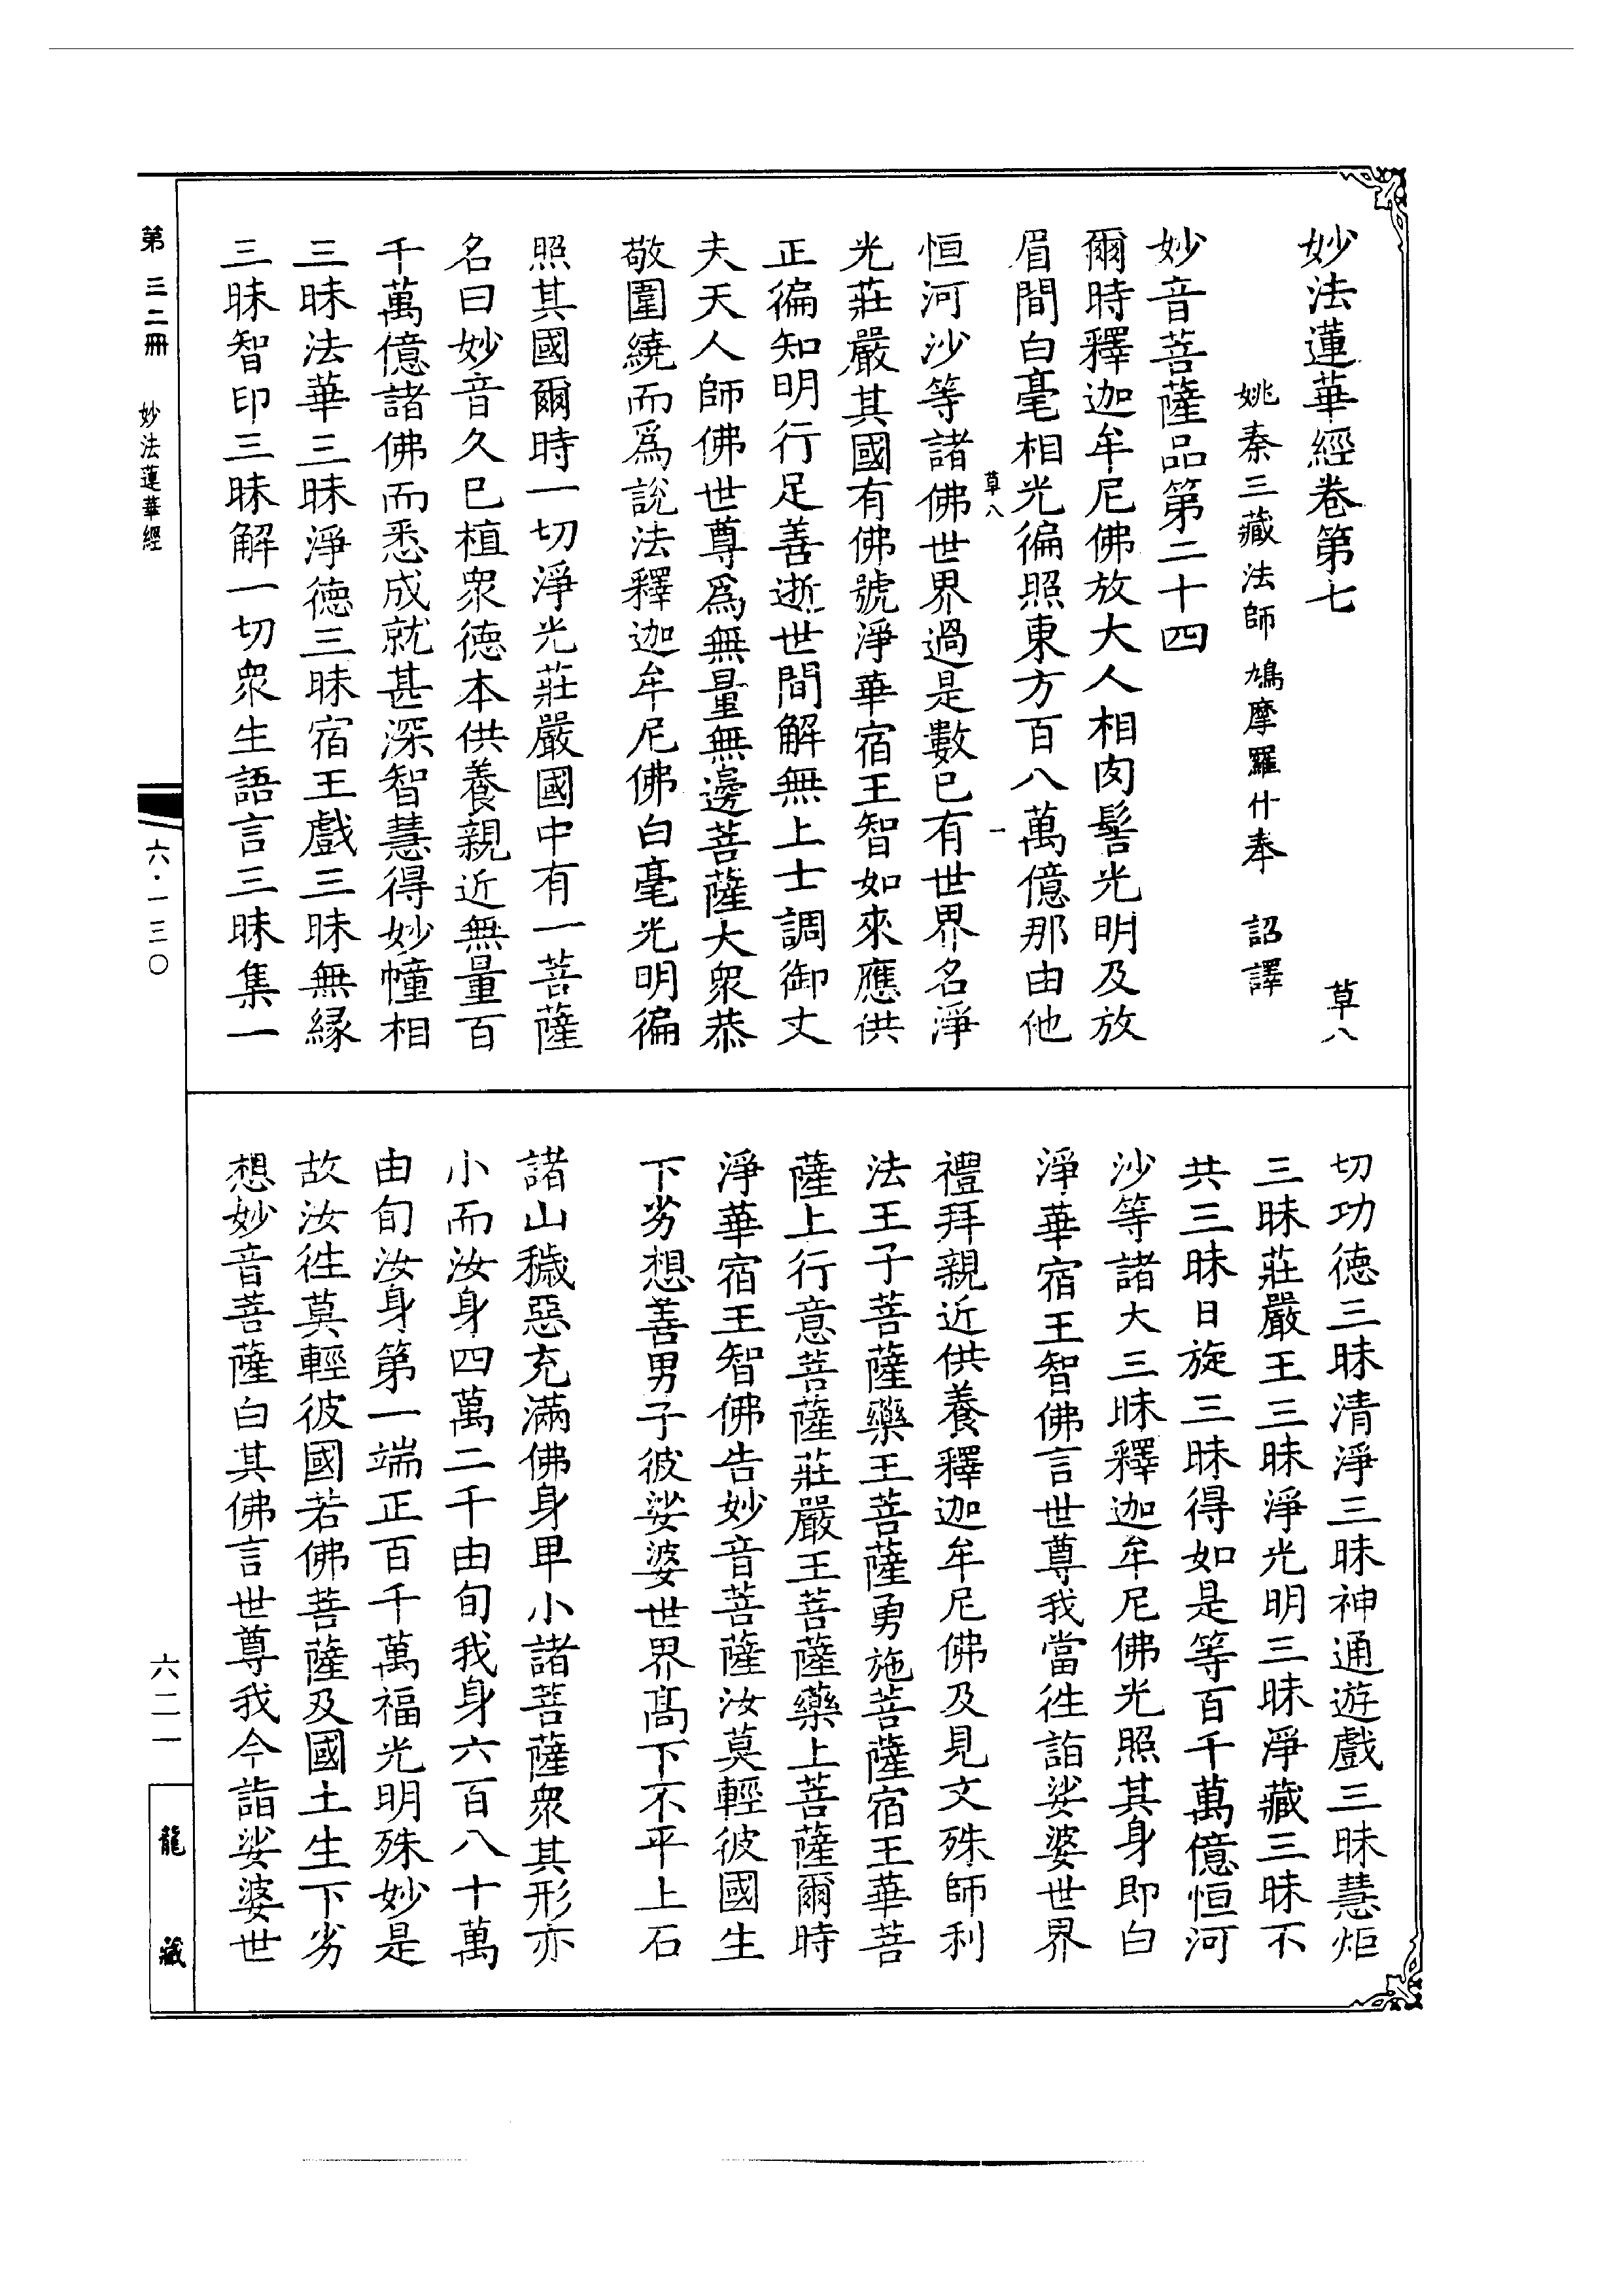 妙法蓮華經卷第七　草八
姚秦三藏法師鳩摩羅什奉　詔譯
妙音菩薩品第二十四
爾時釋迦牟尼佛放大人相肉髻光明及放
眉間白毫相光徧照東方百八萬億那由他
草八　一
恒河沙等諸佛世界過是數已有世界名淨
光莊嚴其國有佛號淨華宿王智如來應供
正徧知明行足善逝世間解無上士調御丈
夫天人師佛世尊爲無量無邊菩薩大衆恭
敬圍繞而爲說法釋迦牟尼佛白毫光明徧
照其國爾時一切淨光莊嚴國中有一菩薩
名曰妙音久已植衆德本供養親近無量百
千萬億諸佛而悉成就甚深智慧得妙幢相
三昧法華三昧淨德三昧宿王戲三昧無緣
三昧智印三昧解一切衆生語言三昧集一
切功德三昧清淨三昧神通遊戲三昧慧炬
三昧莊嚴王三昧淨光明三昧淨藏三昧不
共三昧日旋三昧得如是等百千萬億恒河
沙等諸大三昧釋迦牟尼佛光照其身即白
淨華宿王智佛言世尊我當往詣娑婆世界
禮拜親近供養釋迦牟尼佛及見文殊師利
法王子菩薩藥王菩薩勇施菩薩宿王華菩
薩上行意菩薩莊嚴王菩薩藥上菩薩爾時
淨華宿王智佛告妙音菩薩汝莫輕彼國生
下劣想善男子彼娑婆世界高下不平土石
諸山穢惡充滿佛身卑小諸菩薩衆其形亦
小而汝身四萬二千由旬我身六百八十萬
由旬汝身第一端正百千萬福光明殊妙是
故汝往莫輕彼國若佛菩薩及國土生下劣
想妙音菩薩白其佛言世尊我今詣娑婆世
第三二冊　妙法蓮華經
六·一三〇
六二一
龍藏